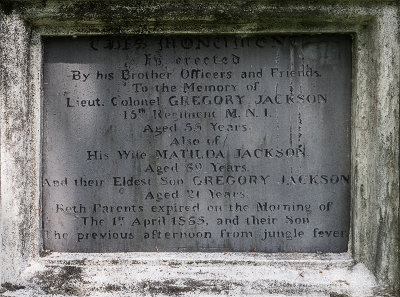 THIS MONUMENT
Is erected
By his Brother Officers and Friends.
To the Memory of
Lieut. Colonel GREGORY JACKSON
15th Regiment M. N. I.
Aged 55 Years.
Also of
His Wife MATILDA JACKSON
Aged 39 Years.
And their Eldest Son GREGORY JACKSON
Aged 21 Years.
Both Parents expired on the Morning of
The 1st April 1855, and their Son
The previous afternoon from jungle fever